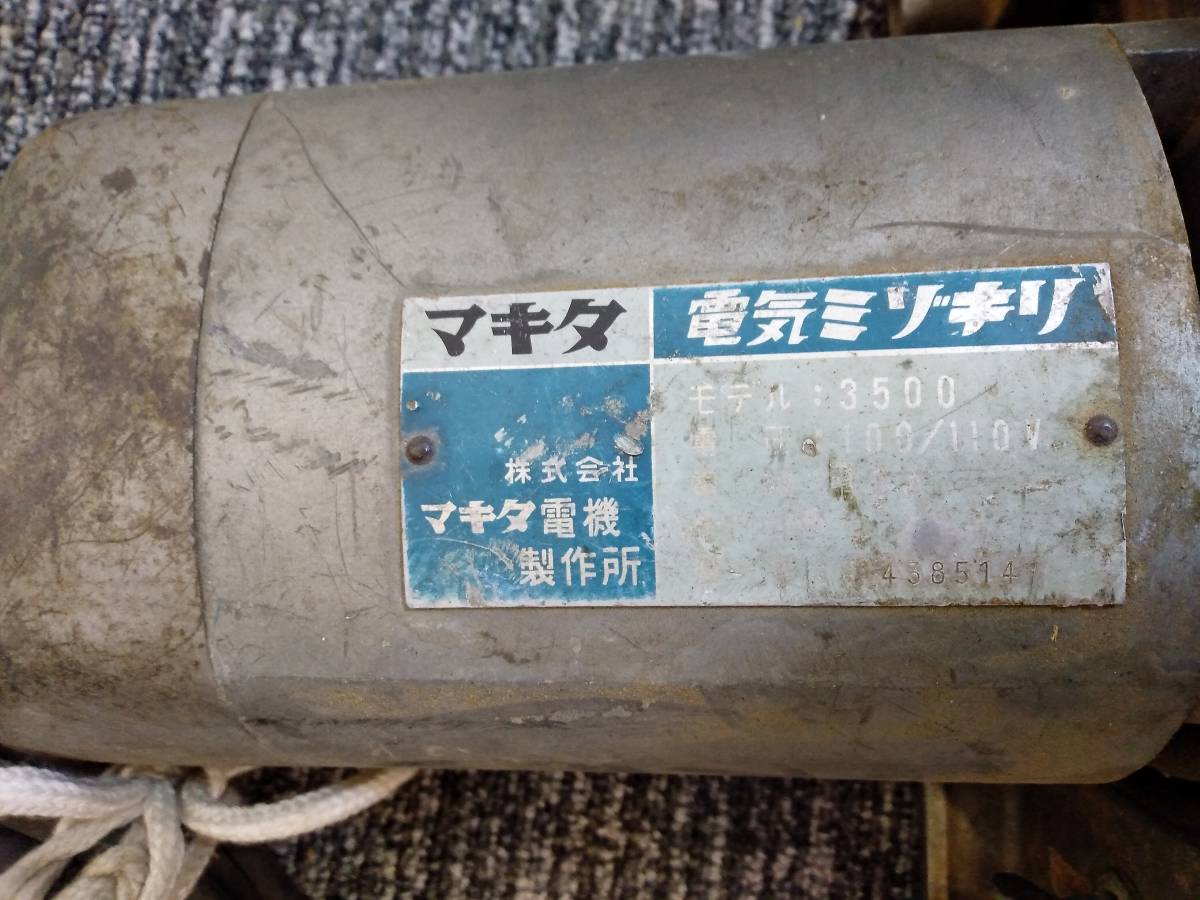 マキタ
電気ミゾキリ
株式会社
マキタ電機
製作所
モデル:3500
100/110V
438514